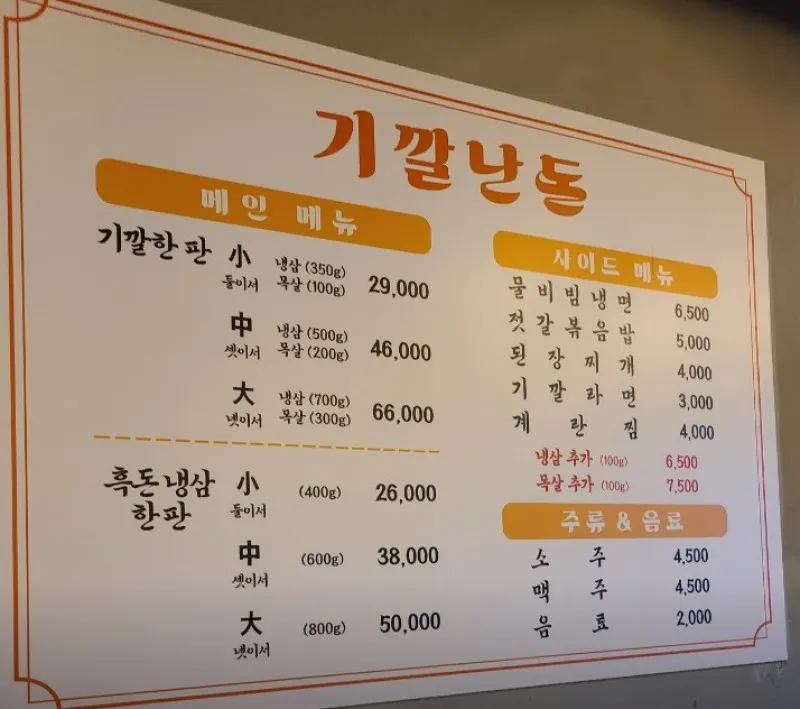 기깔난돌
메인 메뉴
기깔한판 小 냉삼 (350g) 29,000
둘이서 목살 (100g)
中 냉삼 (500g) 46,000
셋이서 목살 (200g)
大 냉삼 (700g) 66,000
넷이서 목살 (300g)
흑돈냉삼 小 (400g) 26,000
한판 둘이서
中 (600g) 38,000
셋이서
大 (800g) 50,000
넷이서
사이드 메뉴
물비빔냉면 6,500
젓갈볶음밥 5,000
된장찌개 4,000
기깔라면 3,000
계란찜 4,000
냉삼 추가 (100g) 6,500
목살 추가 (100g) 7,500
주류 & 음료
소주 4,500
맥주 4,500
음료 2,000